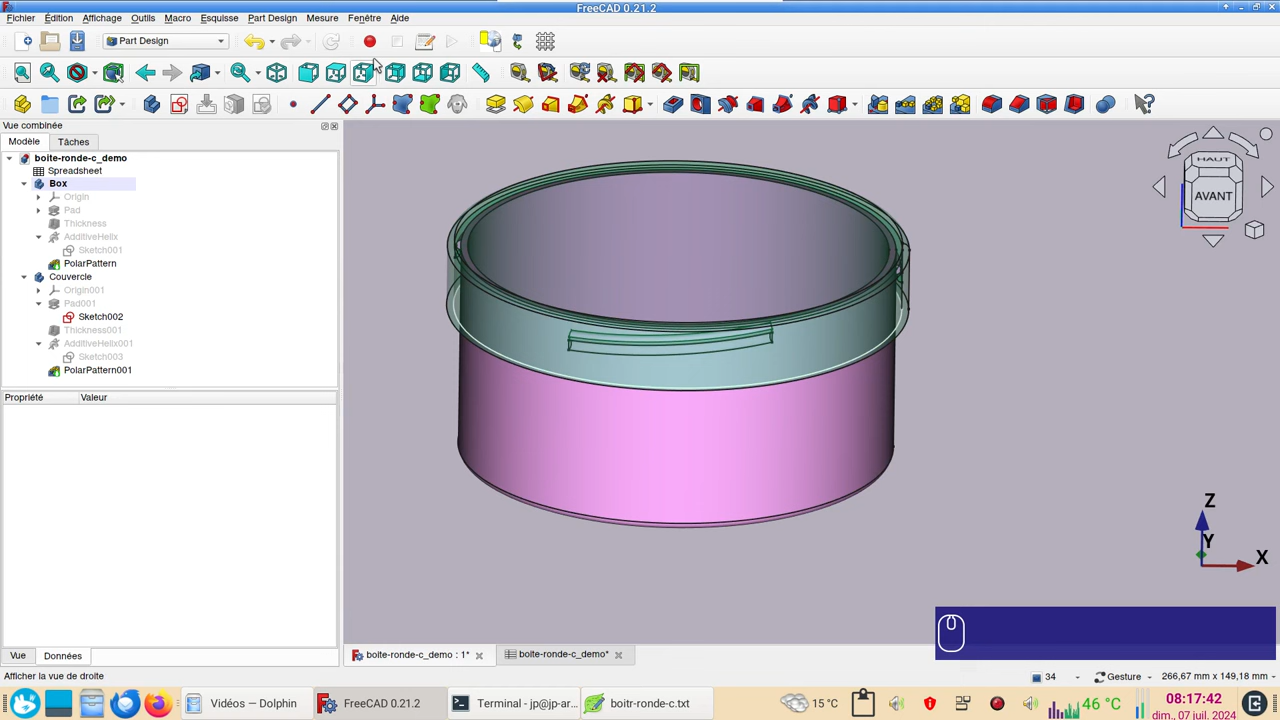 FreeCAD 0.21.2
Fichier Édition Affichage Outils Macro Esquisse Part Design Mesure Fenêtre Aide
Part Design
Vue combinée
Modèle Tâches
boite-ronde-c_demo
Spreadsheet
Box
Origin
Pad
Thickness
AdditiveHelix
Sketch001
PolarPattern
Couvercle
Origin001
Pad001
Sketch002
Thickness001
AdditiveHelix001
Sketch003
PolarPattern001
Propriété Valeur
HAUT
AVANT
Z
Y
X
Vue Données
boite-ronde-c_demo : 1*
boite-ronde-c_demo*
Afficher la vue de droite
34
Gesture
266,67 mm x 149,18 mm
Vidéos — Dolphin
FreeCAD 0.21.2
Terminal - jp@jp-ar...
boitr-ronde-c.txt
15 °C
46 °C
08:17:42
dim., 07 juil. 2024